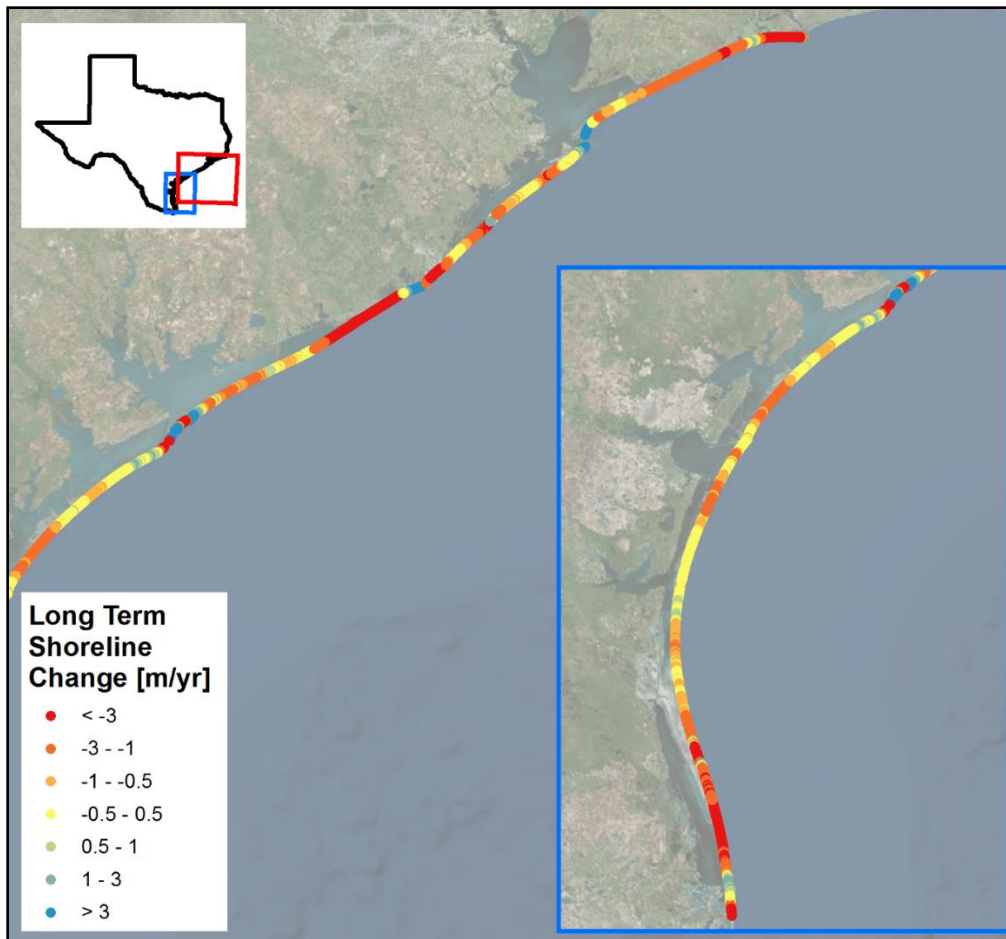 Long Term
Shoreline
Change [m/yr]
< -3
-3 - -1
-1 - -0.5
-0.5 - 0.5
0.5 - 1
1 - 3
> 3